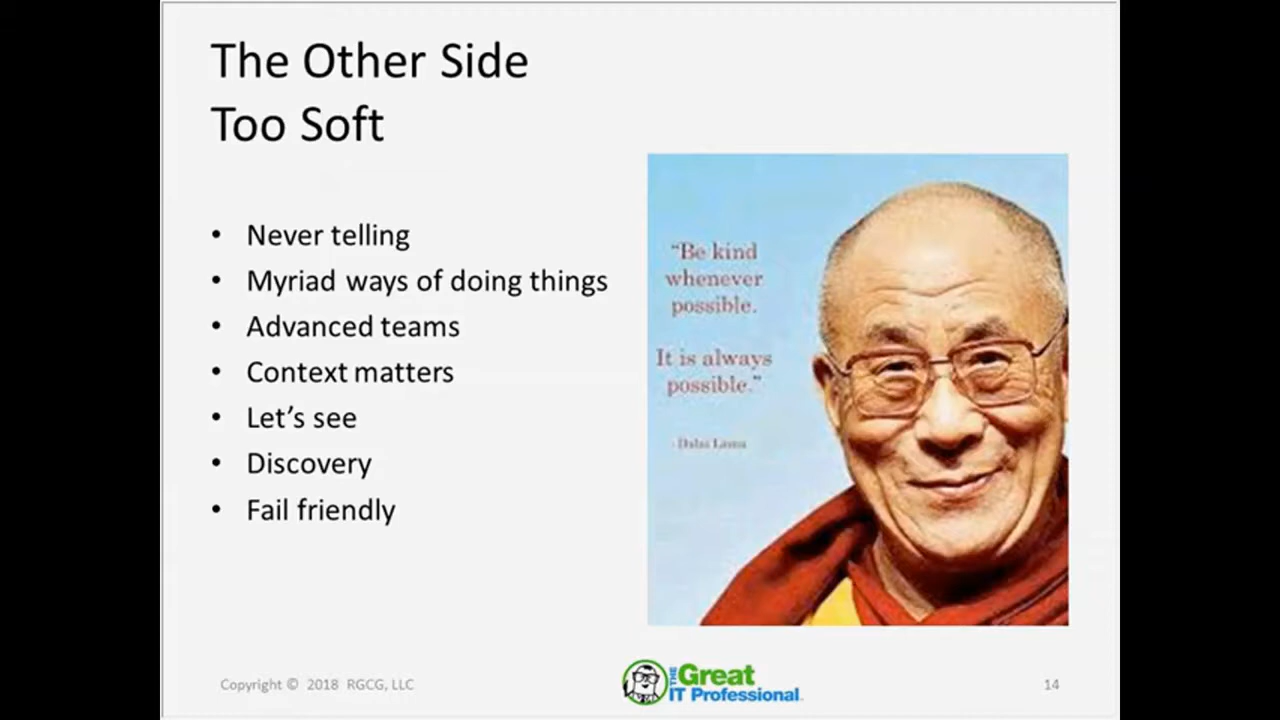 The Other Side
Too Soft
• Never telling
• Myriad ways of doing things
• Advanced teams
• Context matters
• Let's see
• Discovery
• Fail friendly
"Be kind
whenever
possible.
It is always
possible."
-Dalai Lama
Copyright © 2018 RGCG, LLC
THE Great
IT Professional
14